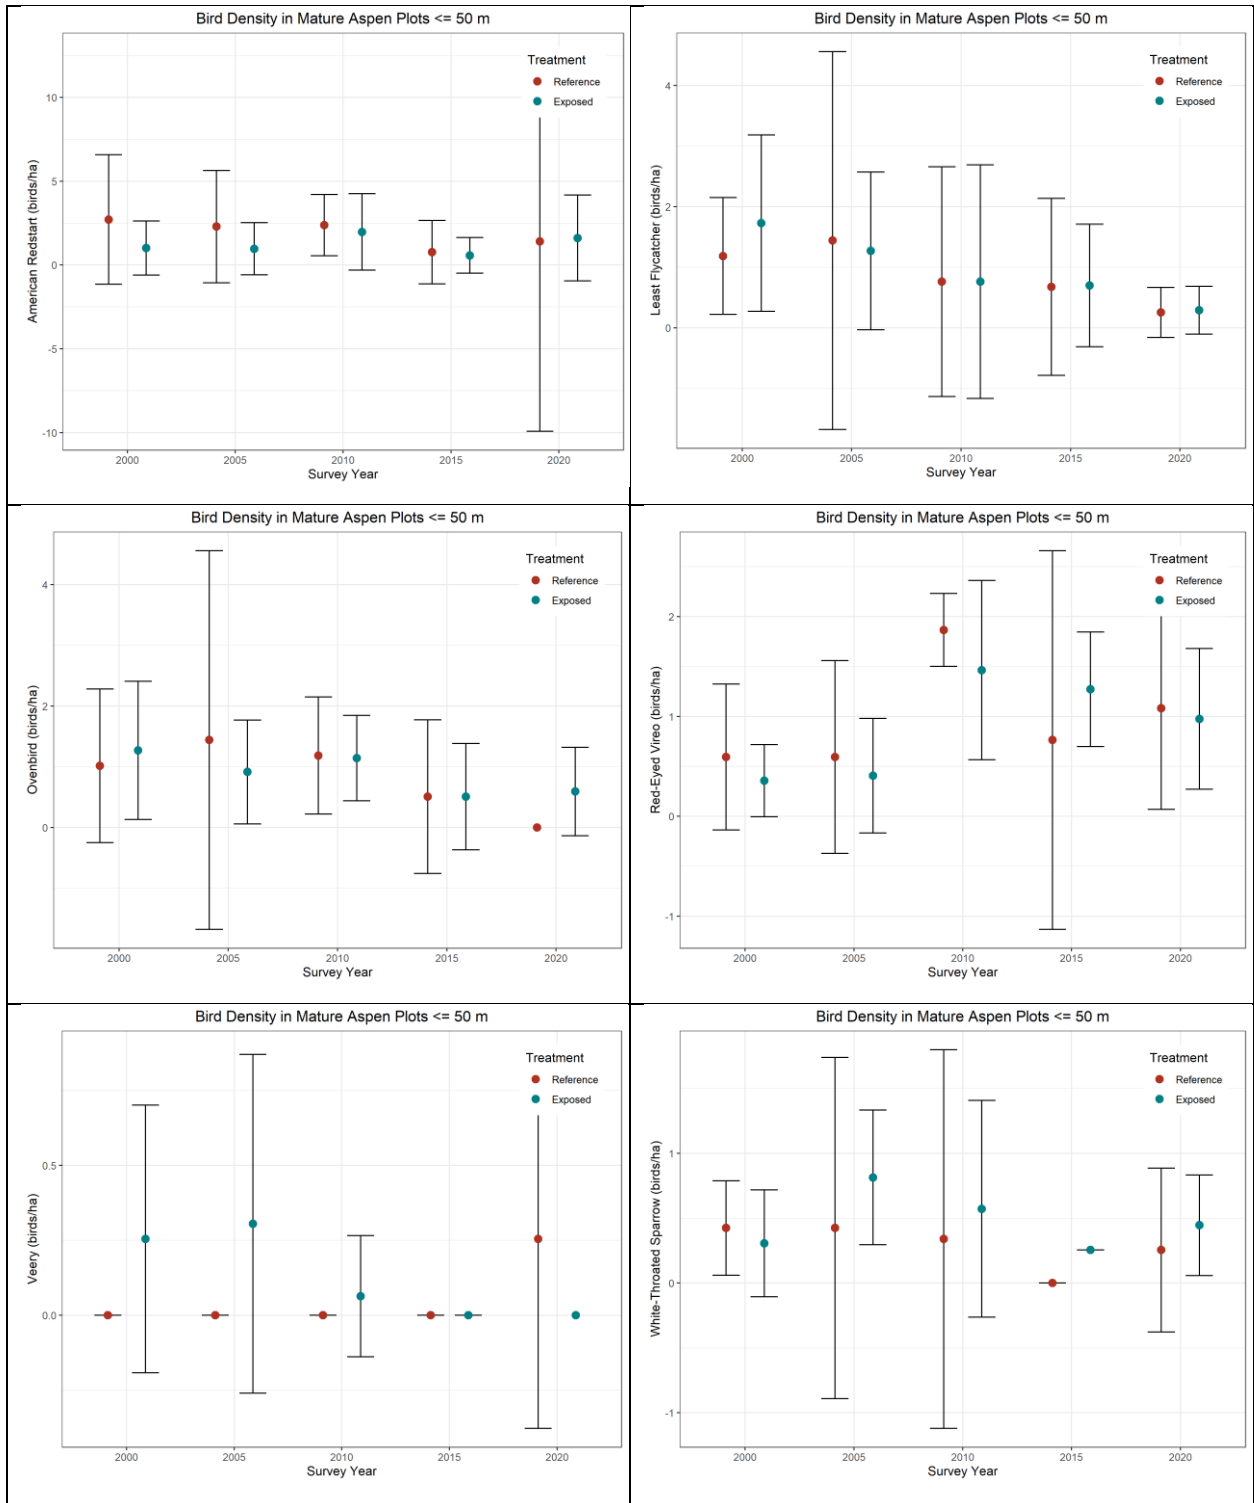 Bird Density in Mature Aspen Plots <= 50 m
American Redstart (birds/ha)
10
5
0
-5
-10
Treatment
Reference
Exposed
2000 2005 2010 2015 2020
Survey Year
Bird Density in Mature Aspen Plots <= 50 m
Least Flycatcher (birds/ha)
4
2
0
Treatment
Reference
Exposed
2000 2005 2010 2015 2020
Survey Year
Bird Density in Mature Aspen Plots <= 50 m
Ovenbird (birds/ha)
4
2
0
Treatment
Reference
Exposed
2000 2005 2010 2015 2020
Survey Year
Bird Density in Mature Aspen Plots <= 50 m
Red-Eyed Vireo (birds/ha)
2
1
0
-1
Treatment
Reference
Exposed
2000 2005 2010 2015 2020
Survey Year
Bird Density in Mature Aspen Plots <= 50 m
Veery (birds/ha)
0.5
0.0
Treatment
Reference
Exposed
2000 2005 2010 2015 2020
Survey Year
Bird Density in Mature Aspen Plots <= 50 m
White-Throated Sparrow (birds/ha)
1
0
-1
Treatment
Reference
Exposed
2000 2005 2010 2015 2020
Survey Year